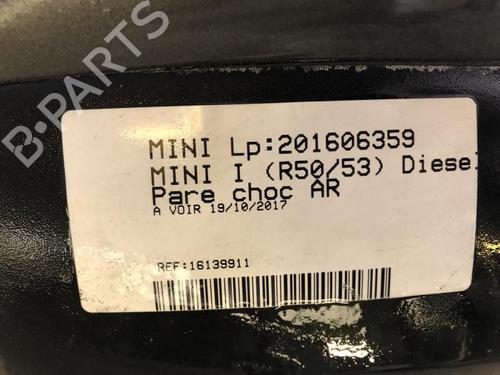 MINI Lp:201606359
MINI I (R50/53) Diese
Pare choc AR
A VOIR 19/10/2017
REF:16139911
B-PARTS